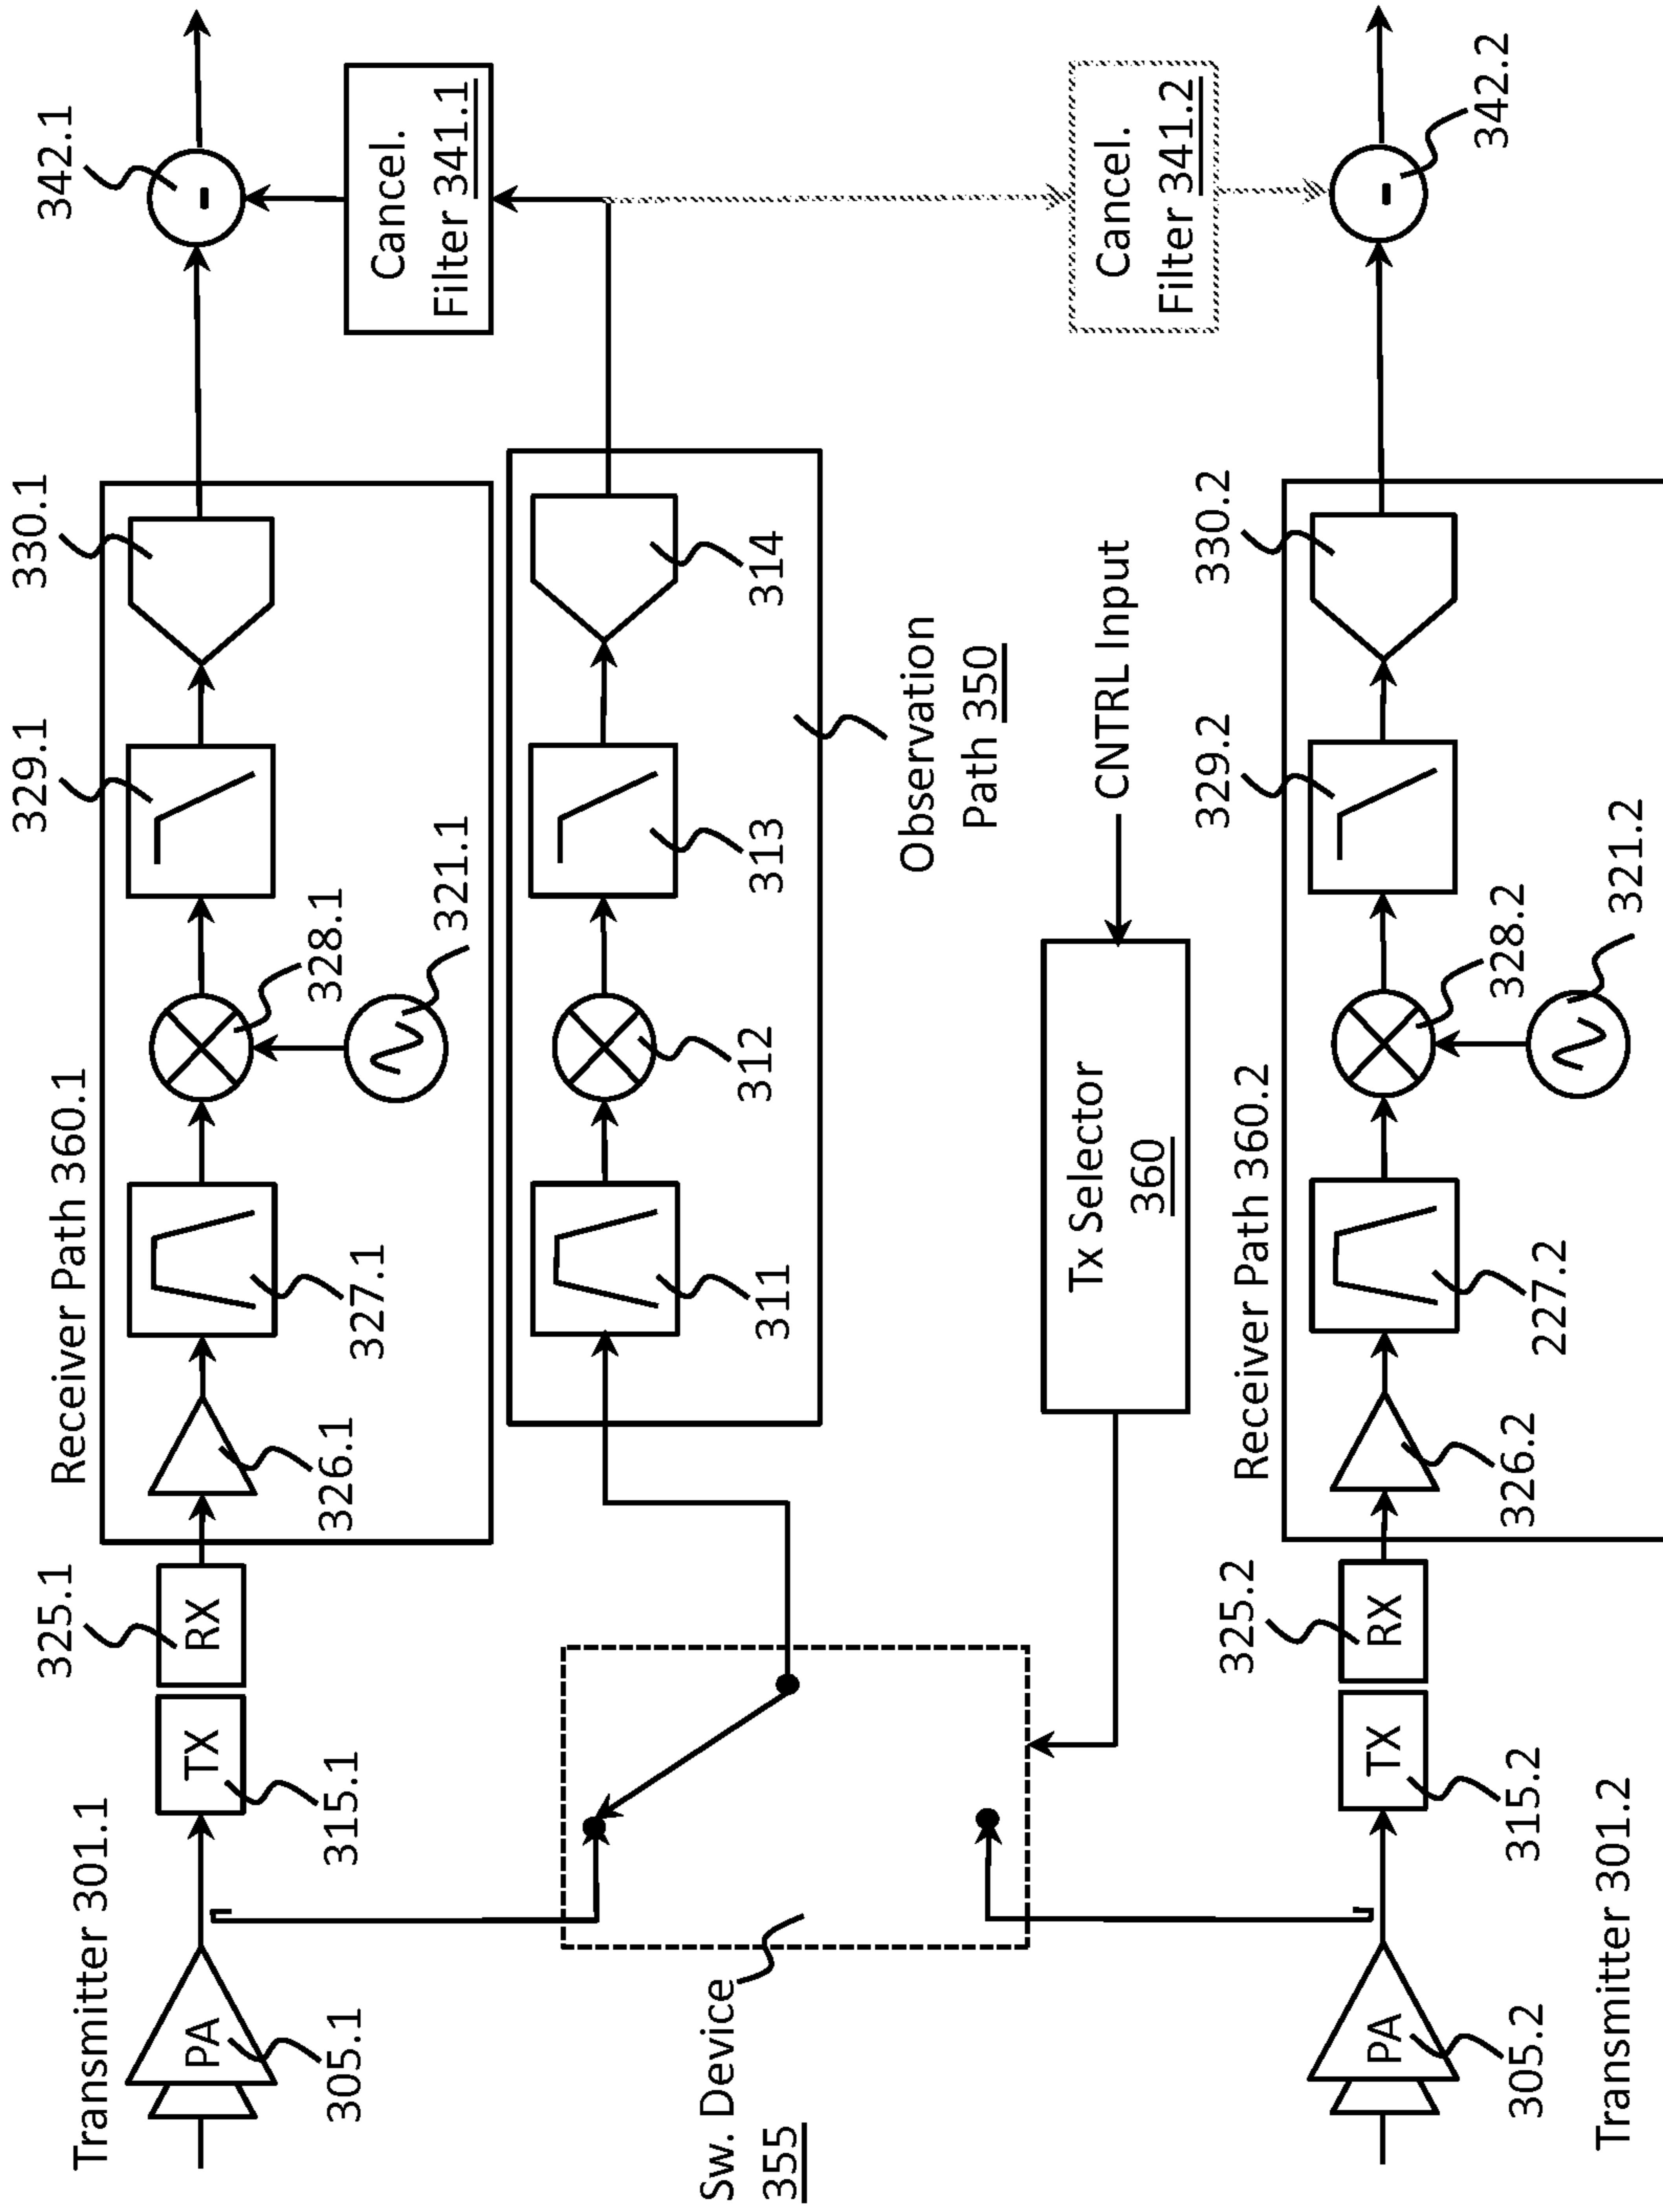 Transmitter 301.1
PA
305.1
TX
315.1
325.1
RX
Receiver Path 360.1
326.1
327.1
328.1
321.1
329.1
330.1
342.1
-
Cancel.
Filter 341.1
311
312
313
314
Observation
Path 350
Sw. Device
355
Tx Selector
360
CNTRL Input
Cancel.
Filter 341.2
Transmitter 301.2
PA
305.2
TX
315.2
325.2
RX
Receiver Path 360.2
326.2
227.2
328.2
321.2
329.2
330.2
-
342.2